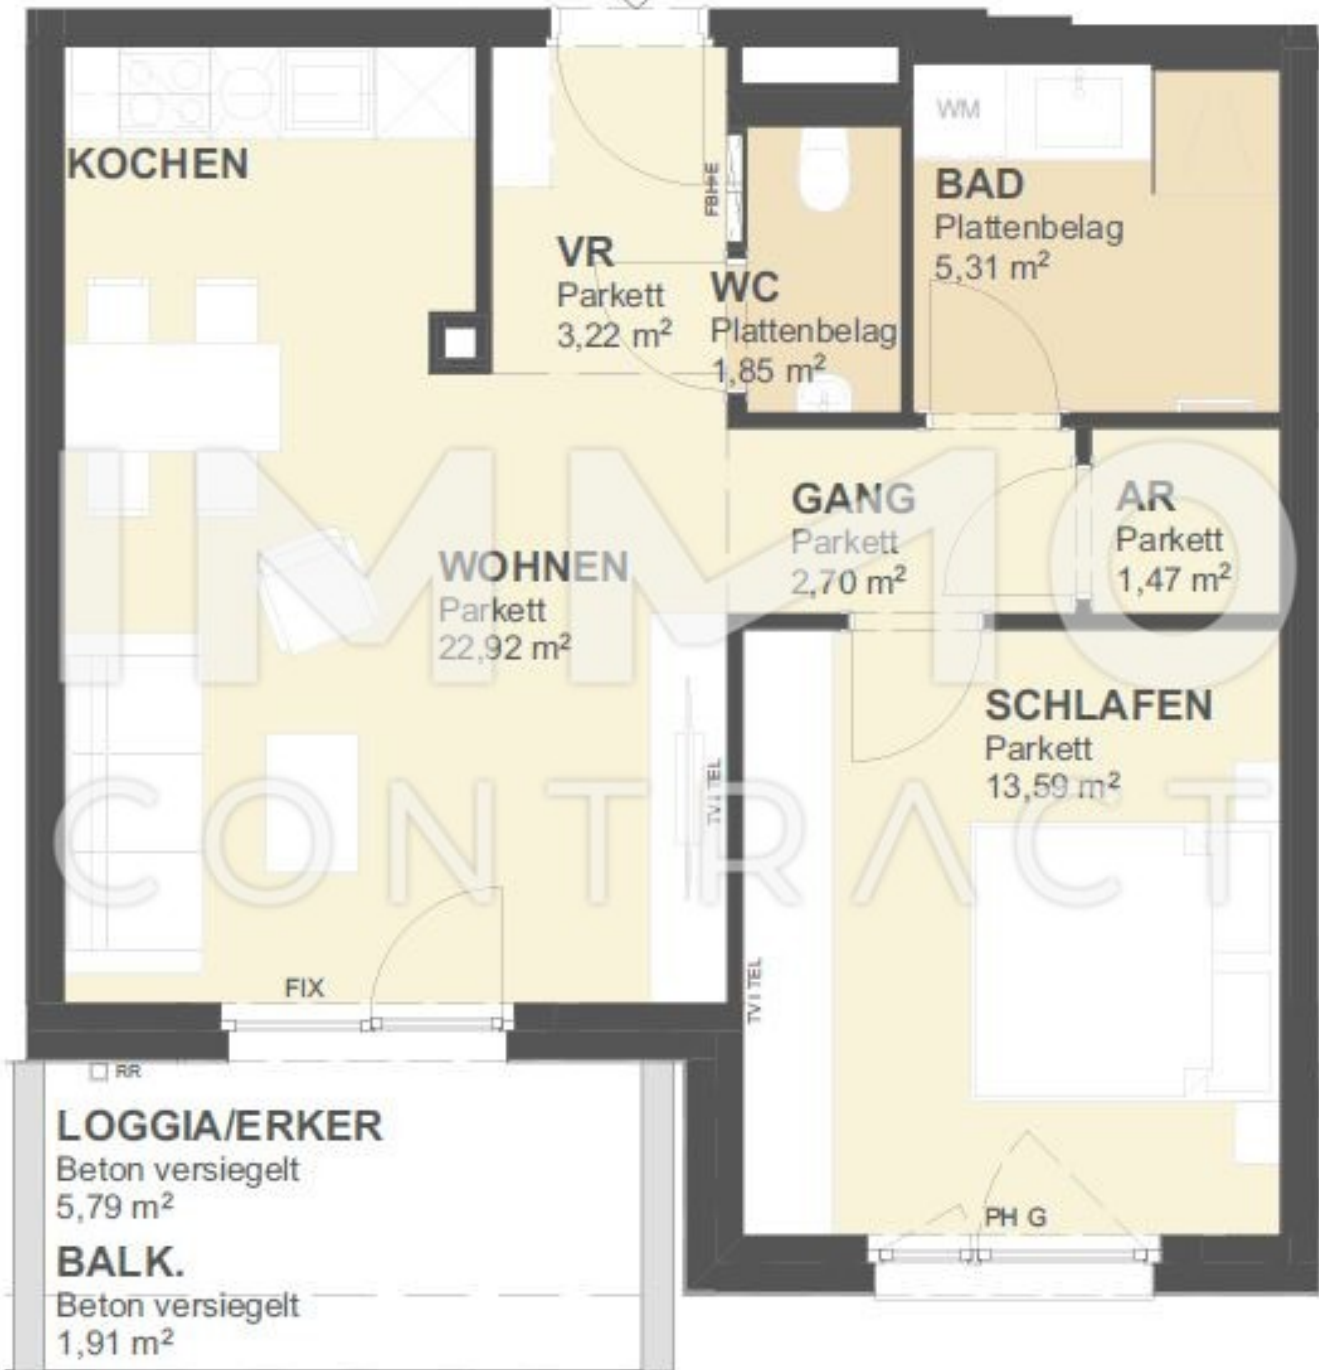 KOCHEN
VR
Parkett
3,22 m²
FBH-E
WC
Plattenbelag
1,85 m²
WM
BAD
Plattenbelag
5,31 m²
GANG
Parkett
2,70 m²
AR
Parkett
1,47 m²
WOHNEN
Parkett
22,92 m²
IMMO
CONTRACT
TV I TEL
SCHLAFEN
Parkett
13,59 m²
TV I TEL
FIX
PH G
RR
LOGGIA/ERKER
Beton versiegelt
5,79 m²
BALK.
Beton versiegelt
1,91 m²